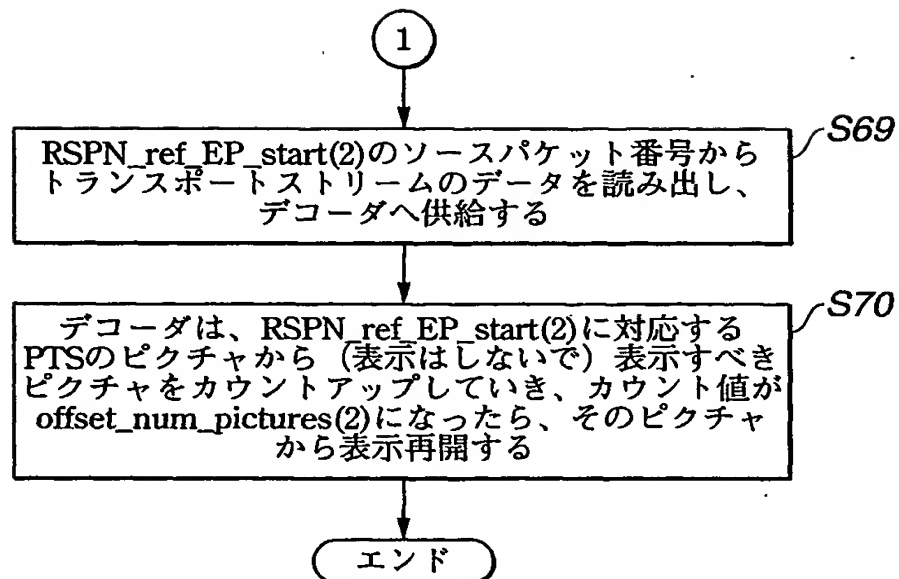 1
RSPN_ref_EP_start(2)のソースパケット番号から
トランスポートストリームのデータを読み出し、
デコーダへ供給する
S69
デコーダは、RSPN_ref_EP_start(2)に対応する
PTSのピクチャから（表示はしないで）表示すべき
ピクチャをカウントアップしていき、カウント値が
offset_num_pictures(2)になったら、そのピクチャ
から表示再開する
S70
エンド